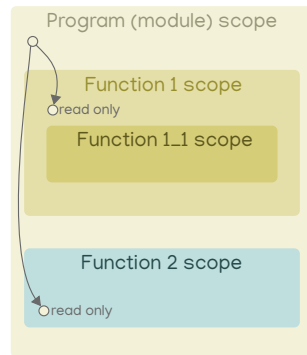 Program (module) scope
Function 1 scope
read only
Function 1_1 scope
Function 2 scope
read only